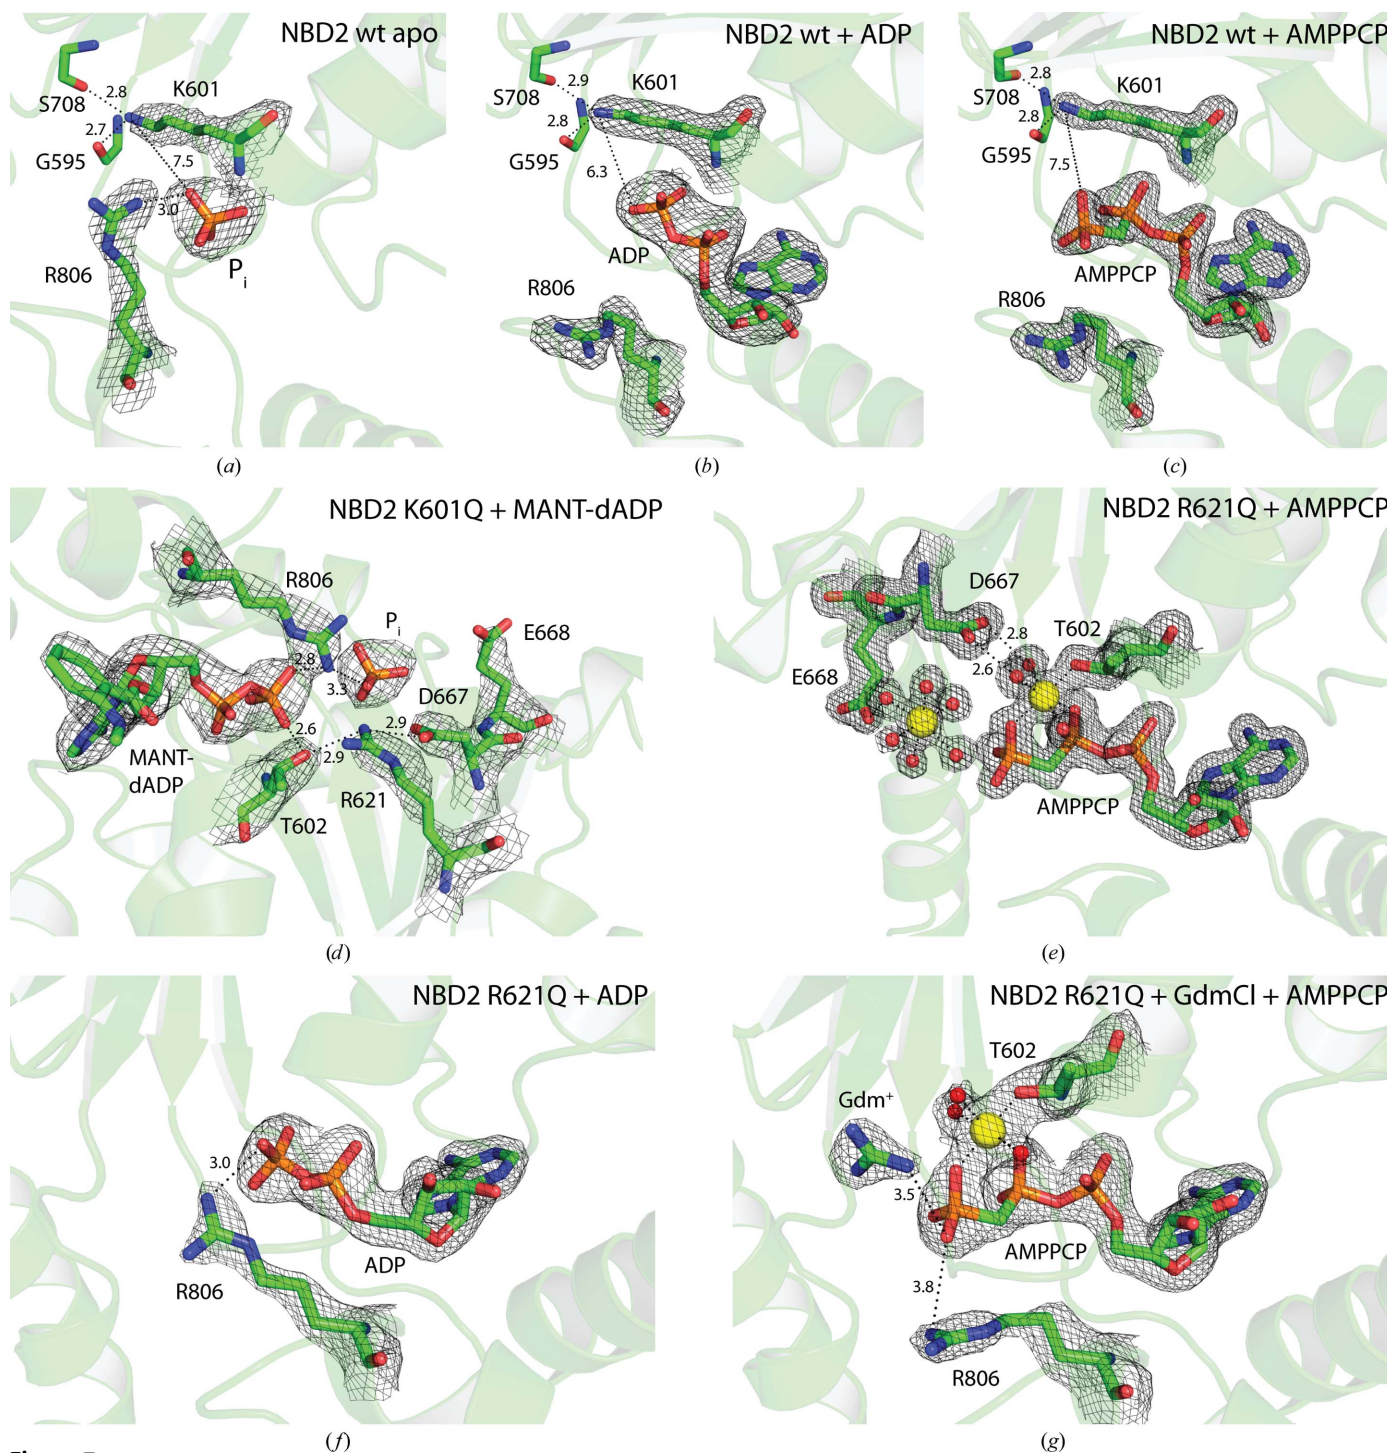 NBD2 wt apo
2.8
K601
S708
2.7
G595
7.5
3.0
R806
Pi
(a)
NBD2 wt + ADP
2.9
K601
S708
2.8
G595
6.3
ADP
R806
(b)
NBD2 wt + AMPPCP
2.8
K601
S708
2.8
G595
7.5
AMPPCP
R806
(c)
NBD2 K601Q + MANT-dADP
R806
Pi
E668
2.8
3.3
D667
2.6
2.9
2.9
MANT-
dADP
R621
T602
(d)
NBD2 R621Q + AMPPCP
D667
2.8
T602
2.6
E668
AMPPCP
(e)
NBD2 R621Q + ADP
3.0
ADP
R806
(f)
NBD2 R621Q + GdmCl + AMPPCP
T602
Gdm+
3.5
AMPPCP
3.8
R806
(g)